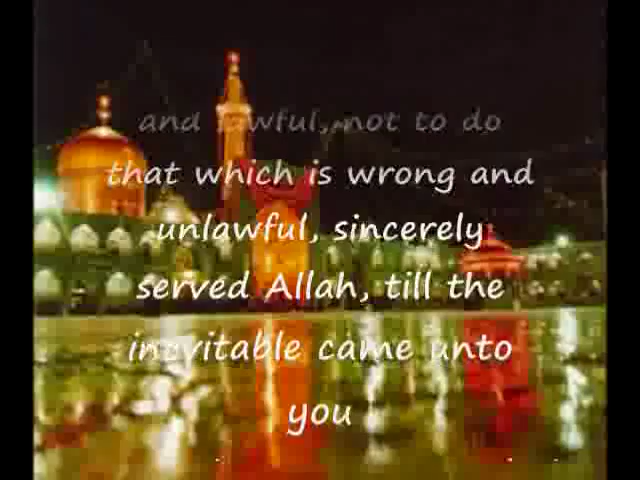 and lawful, not to do
that which is wrong and
unlawful, sincerely
served Allah, till the
inevitable came unto
you